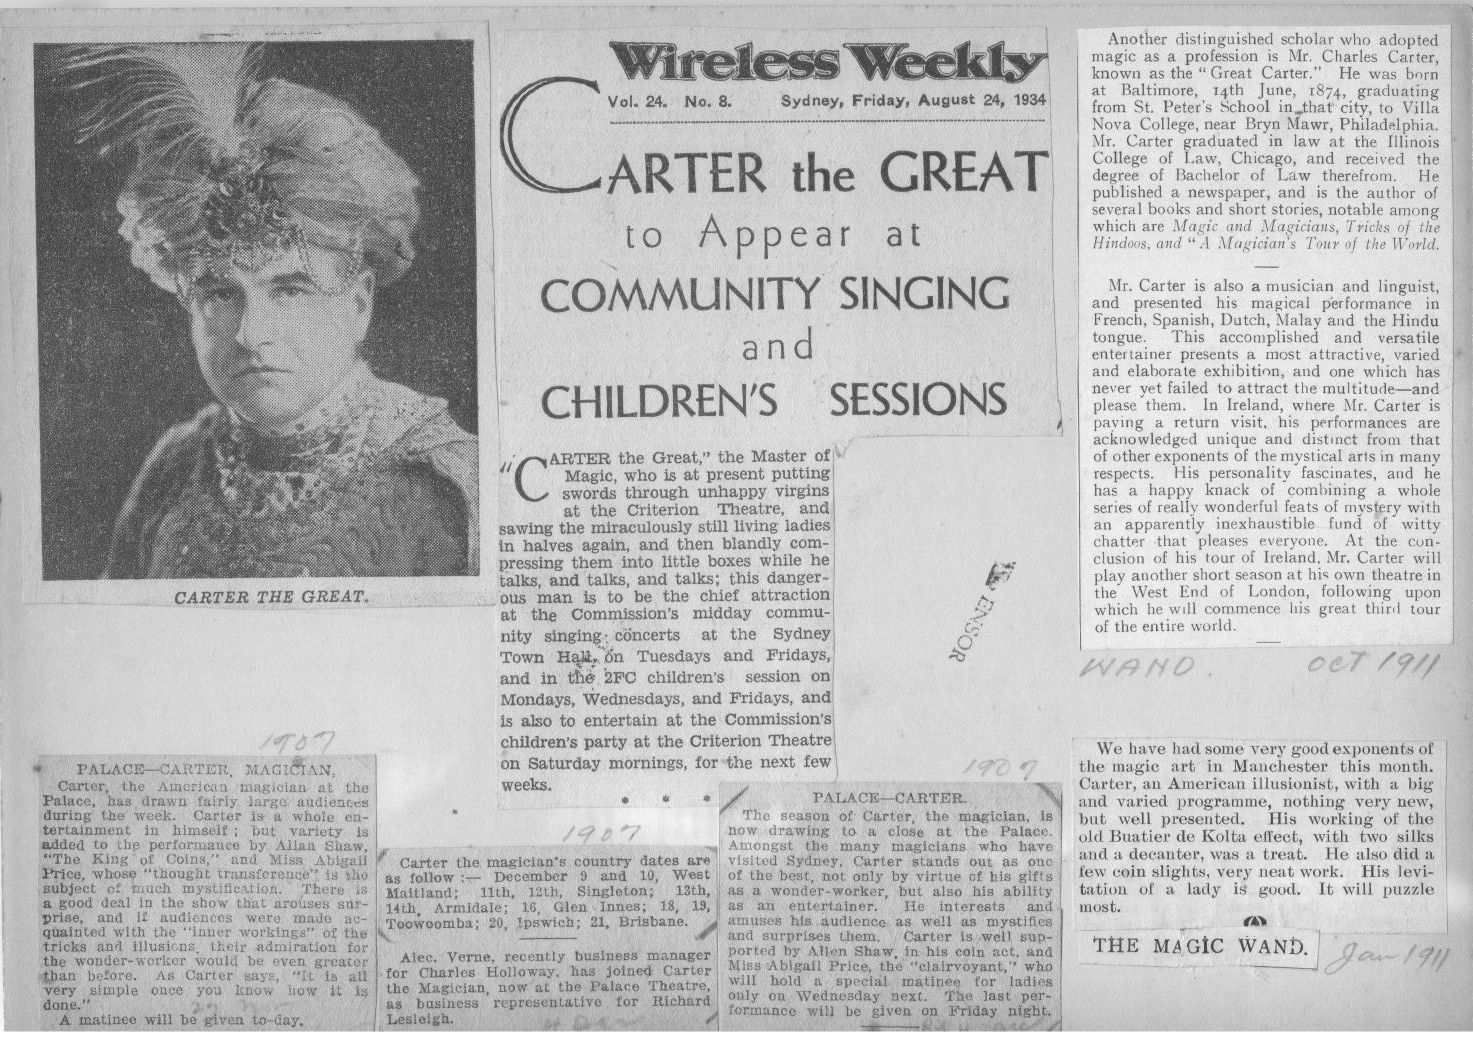 CARTER THE GREAT.
Wireless Weekly
Vol. 24. No. 8. Sydney, Friday, August 24, 1934
CARTER the GREAT
to Appear at
COMMUNITY SINGING
and
CHILDREN'S SESSIONS
"CARTER the Great," the Master of
Magic, who is at present putting
swords through unhappy virgins
at the Criterion Theatre, and
sawing the miraculously still living ladies
in halves again, and then blandly com-
pressing them into little boxes while he
talks, and talks, and talks; this danger-
ous man is to be the chief attraction
at the Commission's midday commu-
nity singing concerts at the Sydney
Town Hall, on Tuesdays and Fridays,
and in the 2FC children's session on
Mondays, Wednesdays, and Fridays, and
is also to entertain at the Commission's
children's party at the Criterion Theatre
on Saturday mornings, for the next few
weeks.
* * *
ENSOR
Another distinguished scholar who adopted
magic as a profession is Mr. Charles Carter,
known as the "Great Carter." He was born
at Baltimore, 14th June, 1874, graduating
from St. Peter's School in that city, to Villa
Nova College, near Bryn Mawr, Philadelphia.
Mr. Carter graduated in law at the Illinois
College of Law, Chicago, and received the
degree of Bachelor of Law therefrom. He
published a newspaper, and is the author of
several books and short stories, notable among
which are Magic and Magicians, Tricks of the
Hindoos, and "A Magician's Tour of the World.
Mr. Carter is also a musician and linguist,
and presented his magical performance in
French, Spanish, Dutch, Malay and the Hindu
tongue. This accomplished and versatile
entertainer presents a most attractive, varied
and elaborate exhibition, and one which has
never yet failed to attract the multitude—and
please them. In Ireland, where Mr. Carter is
paying a return visit, his performances are
acknowledged unique and distinct from that
of other exponents of the mystical arts in many
respects. His personality fascinates, and he
has a happy knack of combining a whole
series of really wonderful feats of mystery with
an apparently inexhaustible fund of witty
chatter that pleases everyone. At the con-
clusion of his tour of Ireland, Mr. Carter will
play another short season at his own theatre in
the West End of London, following upon
which he will commence his great third tour
of the entire world.
WAND. OCT 1911
1907
PALACE—CARTER, MAGICIAN.
Carter, the American magician at the
Palace, has drawn fairly large audiences
during the week. Carter is a whole en-
tertainment in himself; but variety is
added to the performance by Allan Shaw,
"The King of Coins," and Miss Abigail
Price, whose "thought transference" is the
subject of much mystification. There is
a good deal in the show that arouses sur-
prise, and if audiences were made ac-
quainted with the "inner workings" of the
tricks and illusions, their admiration for
the wonder-worker would be even greater
than before. As Carter says, "It is all
very simple once you know how it is
done."
A matinee will be given to-day.
1907
Carter the magician's country dates are
as follow :— December 9 and 10, West
Maitland; 11th, 12th, Singleton; 13th,
14th, Armidale; 16, Glen Innes; 18, 19,
Toowoomba; 20, Ipswich; 21, Brisbane.
Alec. Verne, recently business manager
for Charles Holloway, has joined Carter
the Magician, now at the Palace Theatre,
as business representative for Richard
Lesleigh.
1907
PALACE—CARTER.
The season of Carter, the magician, is
now drawing to a close at the Palace.
Amongst the many magicians who have
visited Sydney, Carter stands out as one
of the best, not only by virtue of his gifts
as a wonder-worker, but also his ability
as an entertainer. He interests and
amuses his audience as well as mystifies
and surprises them. Carter is well sup-
ported by Allen Shaw, in his coin act, and
Miss Abigail Price, the "clairvoyant," who
will hold a special matinee for ladies
only on Wednesday next. The last per-
formance will be given on Friday night.
We have had some very good exponents of
the magic art in Manchester this month.
Carter, an American illusionist, with a big
and varied programme, nothing very new,
but well presented. His working of the
old Buatier de Kolta effect, with two silks
and a decanter, was a treat. He also did a
few coin slights, very neat work. His levi-
tation of a lady is good. It will puzzle
most.
THE MAGIC WAND. Jan 1911